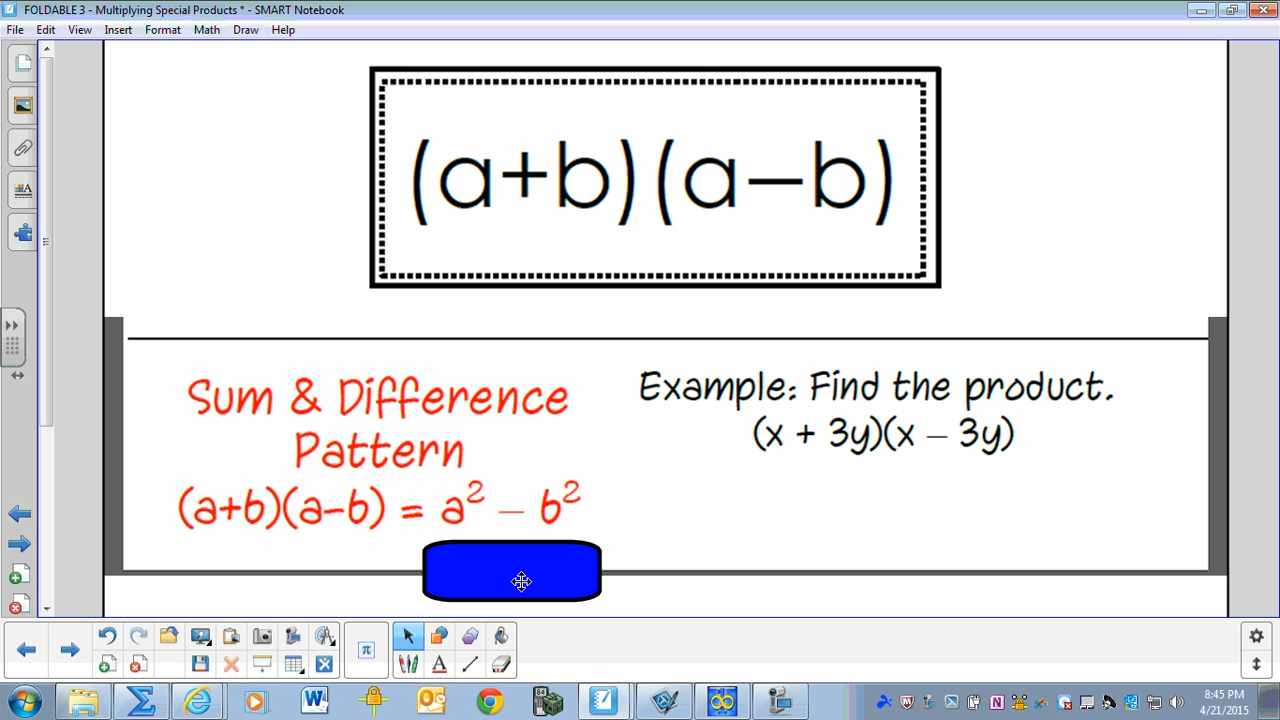 FOLDABLE 3 - Multiplying Special Products * - SMART Notebook
File Edit View Insert Format Math Draw Help
(a+b)(a–b)
Sum & Difference
Pattern
(a+b)(a-b) = a² – b²
Example: Find the product.
(x + 3y)(x – 3y)
8:45 PM
4/21/2015